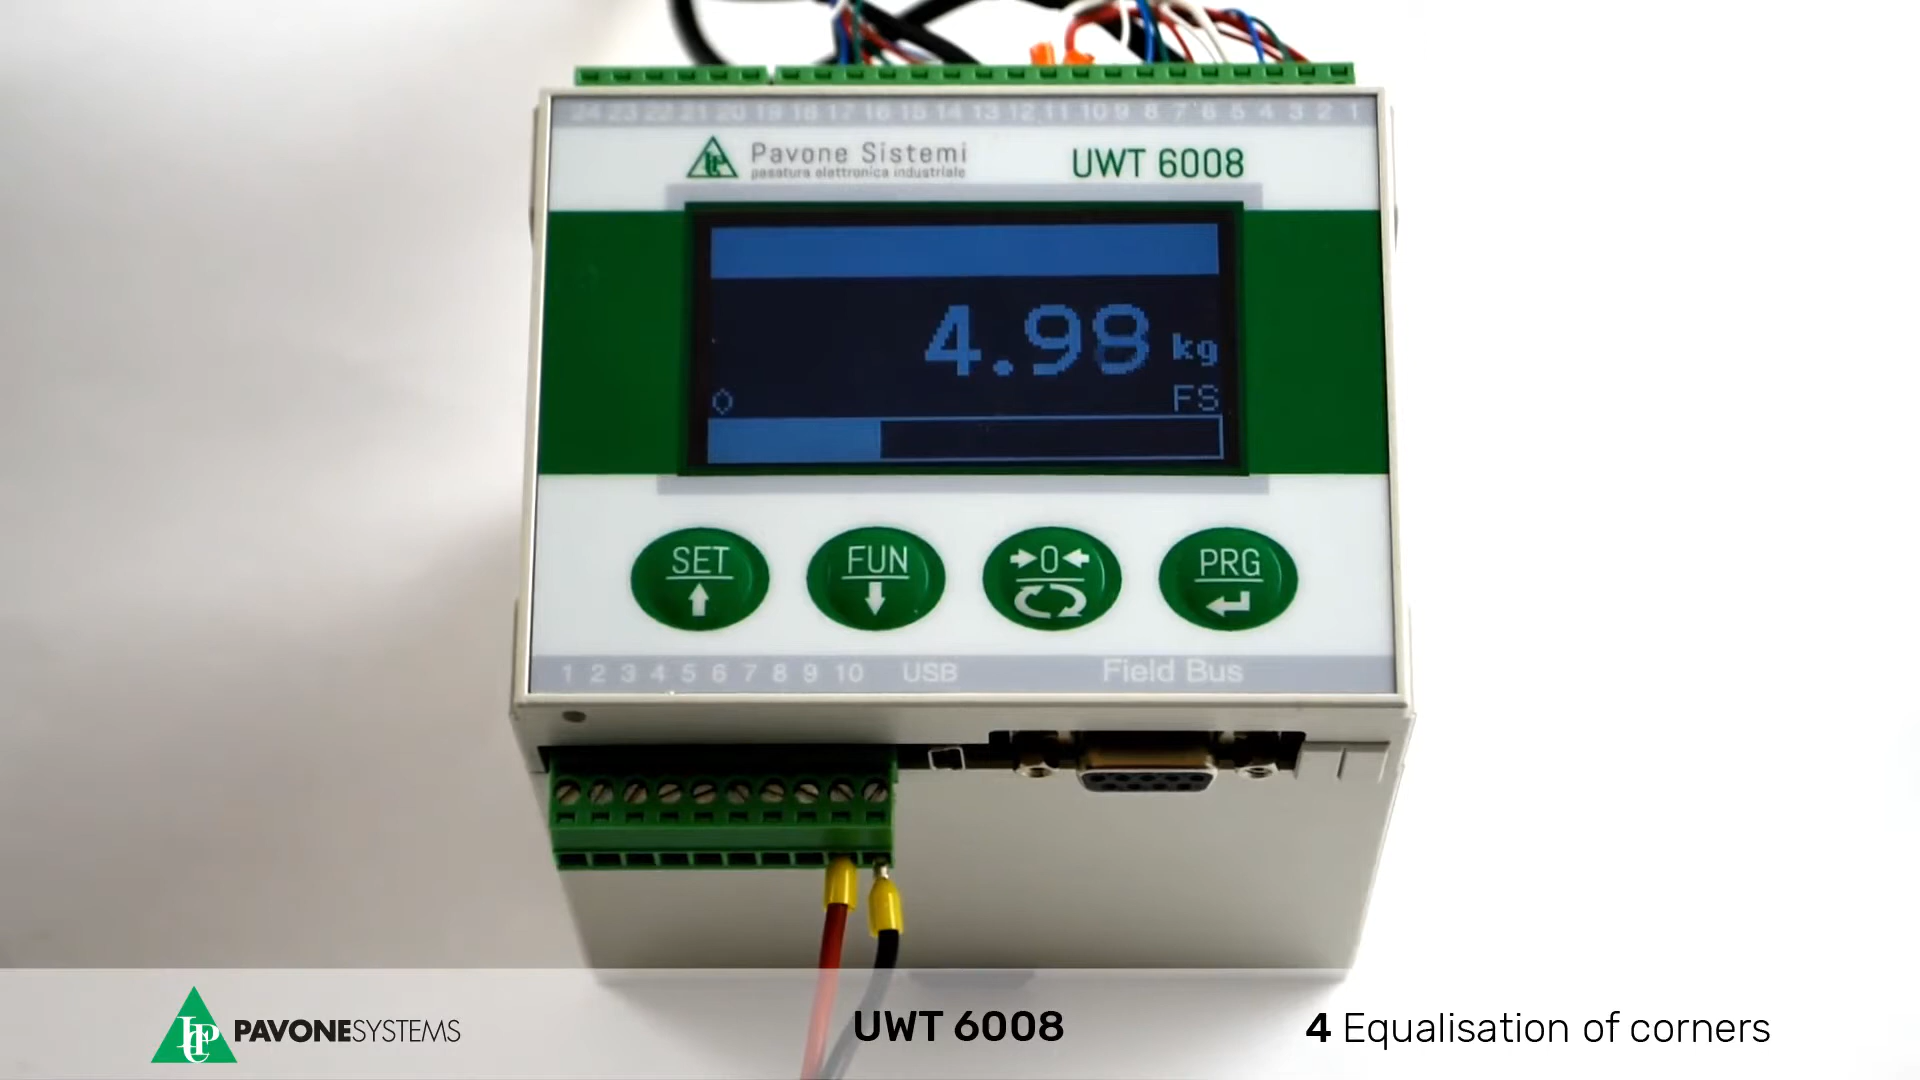 24 23 22 21 20 19 18 17 16 15 14 13 12 11 10 9 8 7 6 5 4 3 2 1
Pavone Sistemi
pesatura elettronica industriale
UWT 6008
kg
0 FS
SET
FUN
0
PRG
1 2 3 4 5 6 7 8 9 10 USB Field Bus
PAVONESYSTEMS
UWT 6008
4 Equalisation of corners